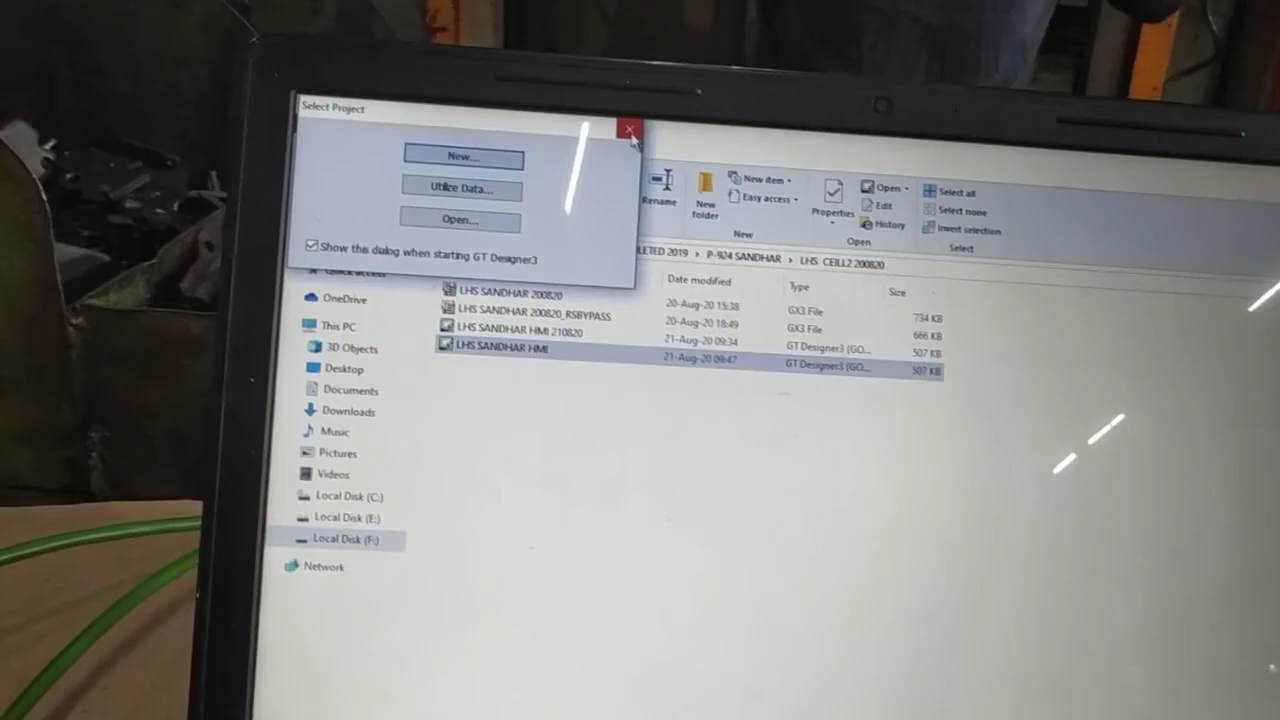 Select Project
New...
Utilize Data...
Open...
Show this dialog when starting GT Designer3
Rename
New folder
New item
Easy access
New
Properties
Open
Edit
History
Open
Select all
Select none
Invert selection
Select
LETED 2019 › P-924 SANDHAR › LHS CEILL2 200820
Date modified Type Size
LHS SANDHAR 200820 20-Aug-20 15:38 GX3 File 734 KB
LHS SANDHAR 200820_RSBYPASS 20-Aug-20 18:49 GX3 File 666 KB
LHS SANDHAR HMI 210820 21-Aug-20 09:34 GT Designer3 (GO... 507 KB
LHS SANDHAR HMI 21-Aug-20 09:47 GT Designer3 (GO... 507 KB
Quick access
OneDrive
This PC
3D Objects
Desktop
Documents
Downloads
Music
Pictures
Videos
Local Disk (C:)
Local Disk (E:)
Local Disk (F:)
Network